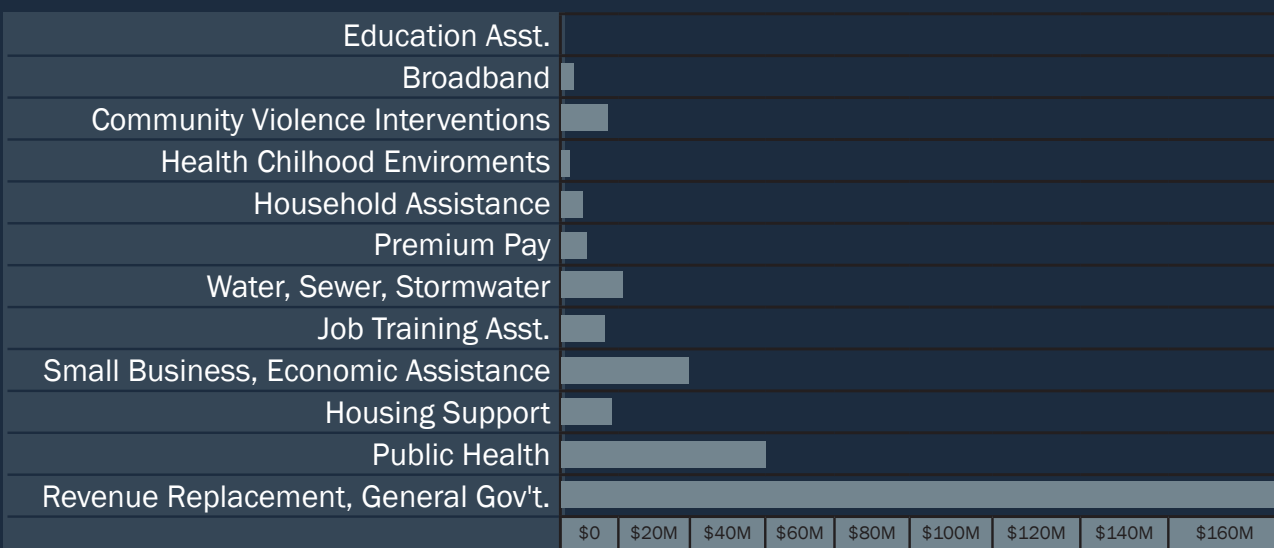 Education Asst.
Broadband
Community Violence Interventions
Health Chilhood Enviroments
Household Assistance
Premium Pay
Water, Sewer, Stormwater
Job Training Asst.
Small Business, Economic Assistance
Housing Support
Public Health
Revenue Replacement, General Gov't.
$0 $20M $40M $60M $80M $100M $120M $140M $160M